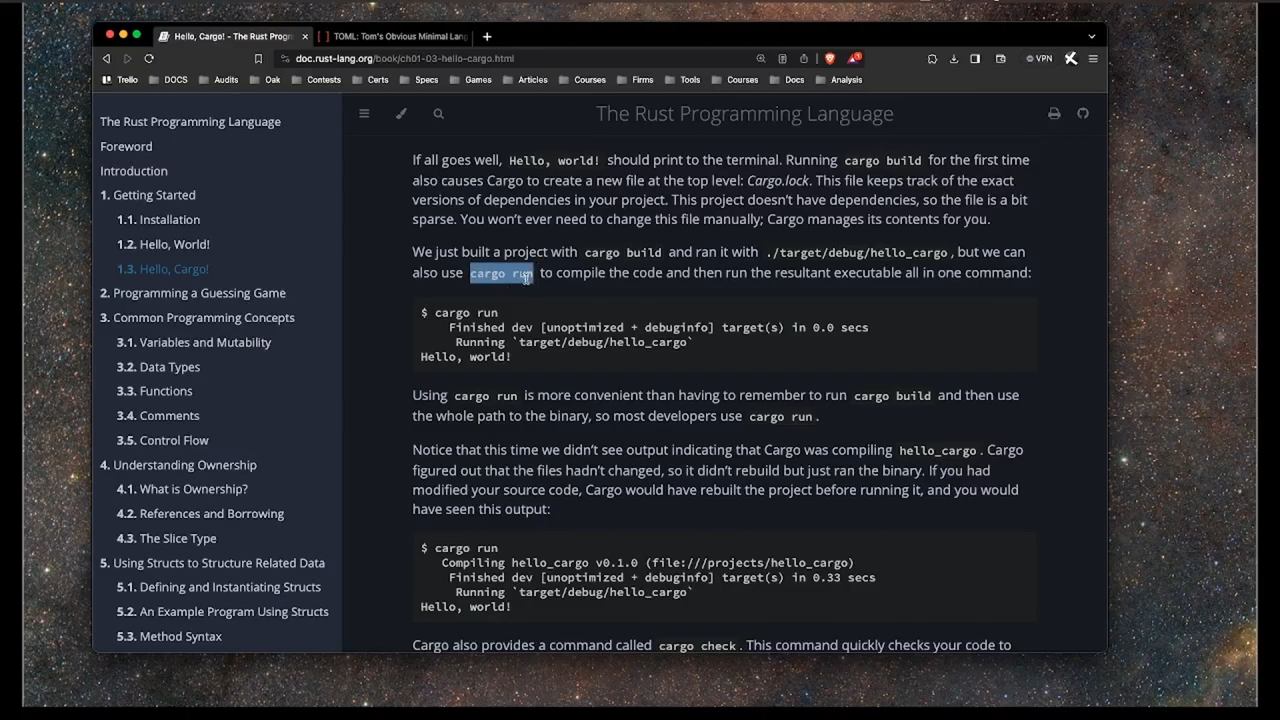 Hello, Cargo! - The Rust Progr
TOML: Tom's Obvious Minimal Lang
doc.rust-lang.org/book/ch01-03-hello-cargo.html
VPN
Trello DOCS Audits Oak Contests Certs Specs Games Articles Courses Firms Tools Courses Docs Analysis
The Rust Programming Language
Foreword
Introduction
1. Getting Started
1.1. Installation
1.2. Hello, World!
1.3. Hello, Cargo!
2. Programming a Guessing Game
3. Common Programming Concepts
3.1. Variables and Mutability
3.2. Data Types
3.3. Functions
3.4. Comments
3.5. Control Flow
4. Understanding Ownership
4.1. What is Ownership?
4.2. References and Borrowing
4.3. The Slice Type
5. Using Structs to Structure Related Data
5.1. Defining and Instantiating Structs
5.2. An Example Program Using Structs
5.3. Method Syntax
The Rust Programming Language
If all goes well, Hello, world! should print to the terminal. Running cargo build for the first time
also causes Cargo to create a new file at the top level: Cargo.lock. This file keeps track of the exact
versions of dependencies in your project. This project doesn't have dependencies, so the file is a bit
sparse. You won't ever need to change this file manually; Cargo manages its contents for you.
We just built a project with cargo build and ran it with ./target/debug/hello_cargo, but we can
also use cargo run to compile the code and then run the resultant executable all in one command:
$ cargo run
Finished dev [unoptimized + debuginfo] target(s) in 0.0 secs
Running `target/debug/hello_cargo`
Hello, world!
Using cargo run is more convenient than having to remember to run cargo build and then use
the whole path to the binary, so most developers use cargo run.
Notice that this time we didn't see output indicating that Cargo was compiling hello_cargo. Cargo
figured out that the files hadn't changed, so it didn't rebuild but just ran the binary. If you had
modified your source code, Cargo would have rebuilt the project before running it, and you would
have seen this output:
$ cargo run
Compiling hello_cargo v0.1.0 (file:///projects/hello_cargo)
Finished dev [unoptimized + debuginfo] target(s) in 0.33 secs
Running `target/debug/hello_cargo`
Hello, world!
Cargo also provides a command called cargo check. This command quickly checks your code to